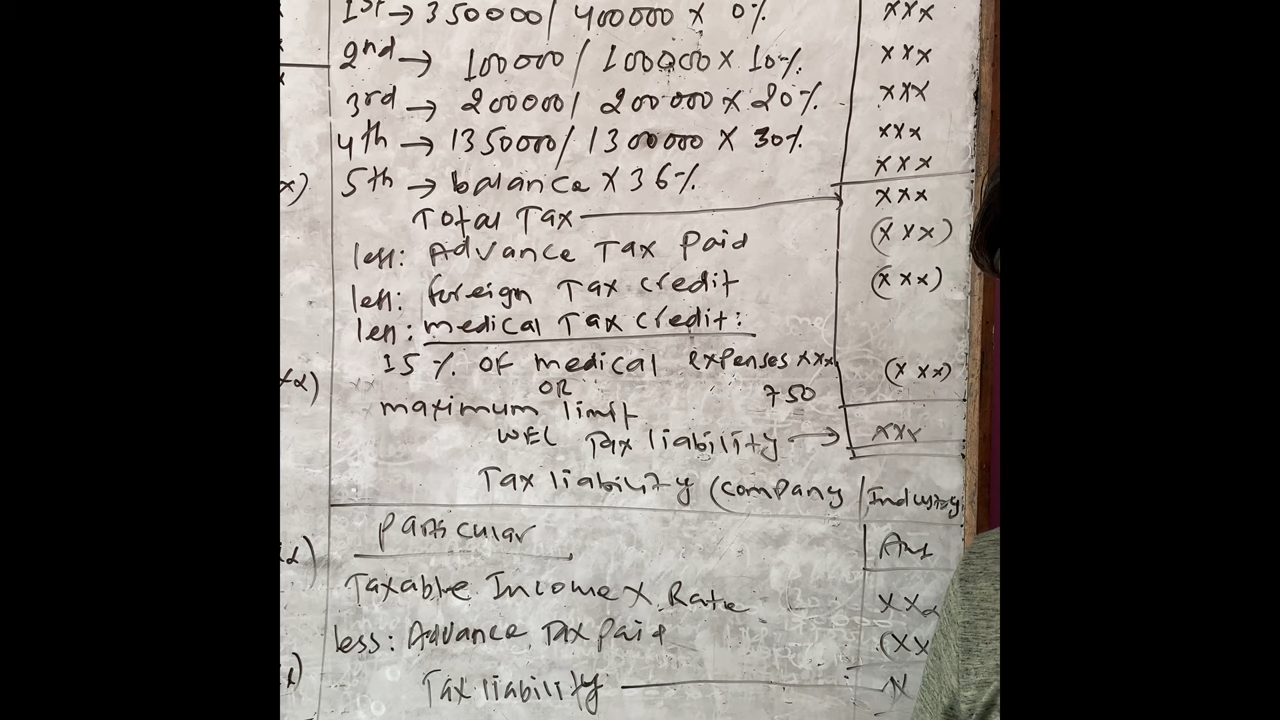 1st → 350000 / 400000 x 0% xxx
2nd → 100000 / 100000 x 10% xxx
3rd → 200000 / 200000 x 20% xxx
4th → 1350000 / 1300000 x 30% xxx
5th → balance x 36% xxx
Total Tax xxx
less: Advance Tax Paid (xxx)
less: foreign Tax credit (xxx)
less: medical Tax credit:
15% of medical expenses xxx (xxx)
OR
maximum limit 750
WEL Tax liability → xxx
Tax liability (company / Industry
particular Amt
Taxable Income x Rate xxx
less: Advance Tax Paid (xx
Tax liability